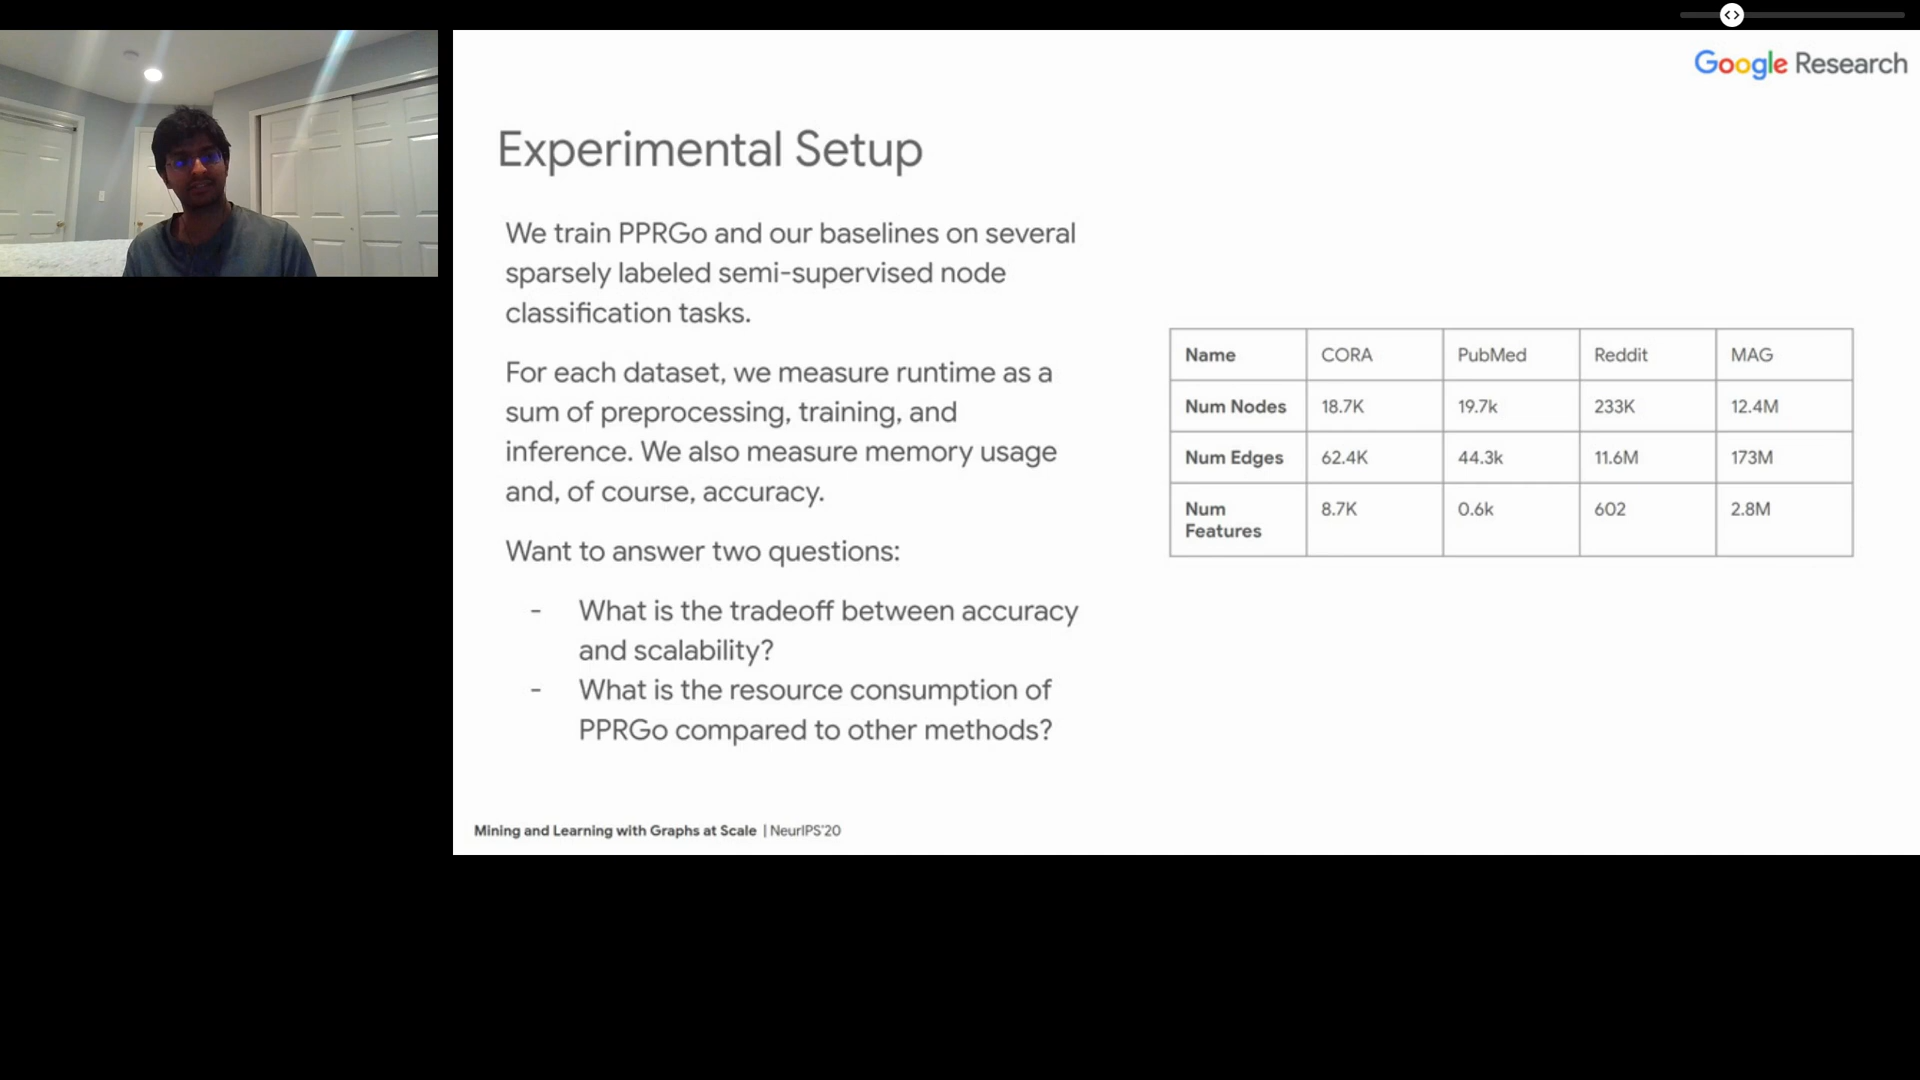 Google Research
Experimental Setup
We train PPRGo and our baselines on several
sparsely labeled semi-supervised node
classification tasks.
For each dataset, we measure runtime as a
sum of preprocessing, training, and
inference. We also measure memory usage
and, of course, accuracy.
Want to answer two questions:
- What is the tradeoff between accuracy
and scalability?
- What is the resource consumption of
PPRGo compared to other methods?
Name CORA PubMed Reddit MAG
Num Nodes 18.7K 19.7k 233K 12.4M
Num Edges 62.4K 44.3k 11.6M 173M
Num 8.7K 0.6k 602 2.8M
Features
Mining and Learning with Graphs at Scale | NeurIPS'20